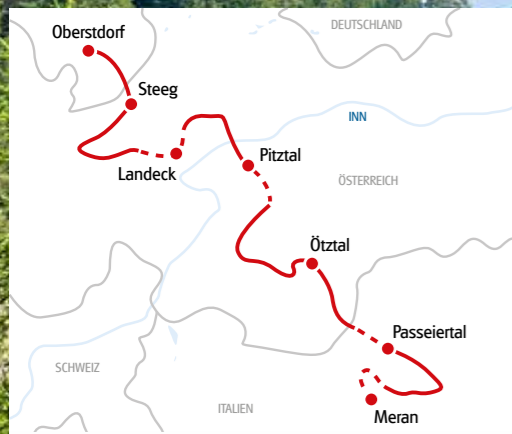 Oberstdorf
DEUTSCHLAND
Steeg
INN
Landeck
Pitztal
ÖSTERREICH
Ötztal
Passeiertal
SCHWEIZ
ITALIEN
Meran